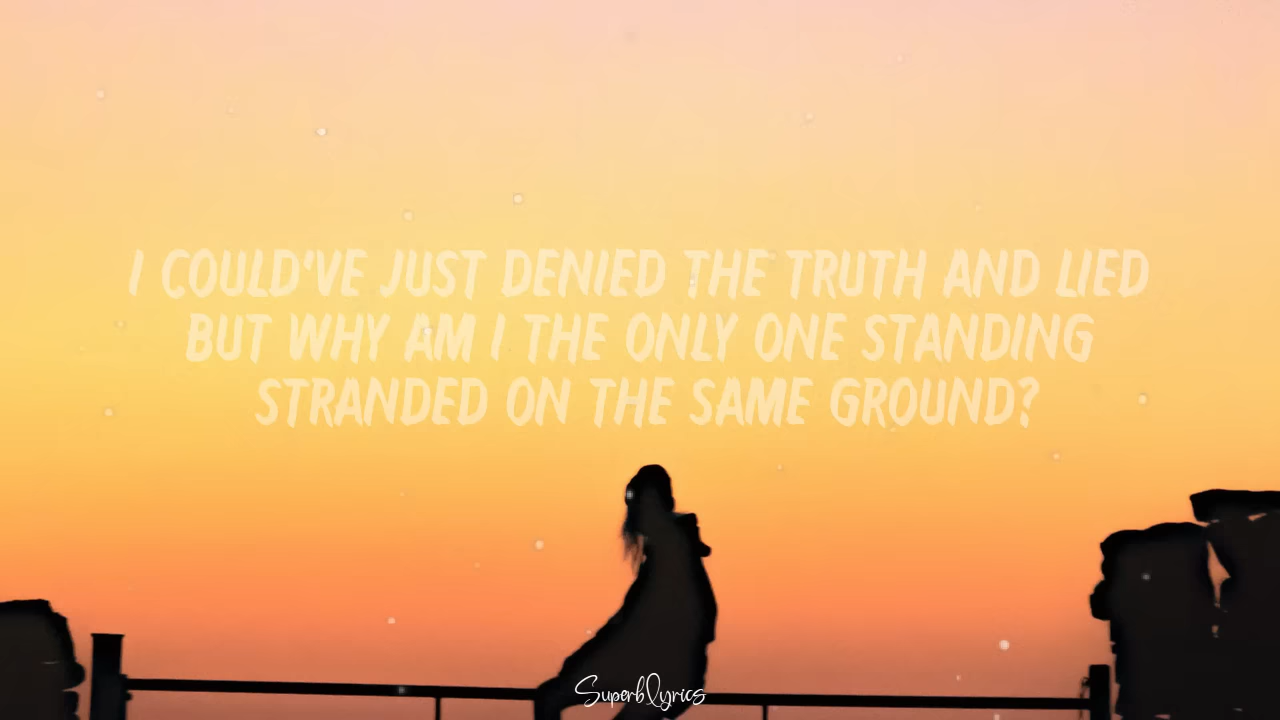 I COULD'VE JUST DENIED THE TRUTH AND LIED
BUT WHY AM I THE ONLY ONE STANDING
STRANDED ON THE SAME GROUND?
SuperbLyrics